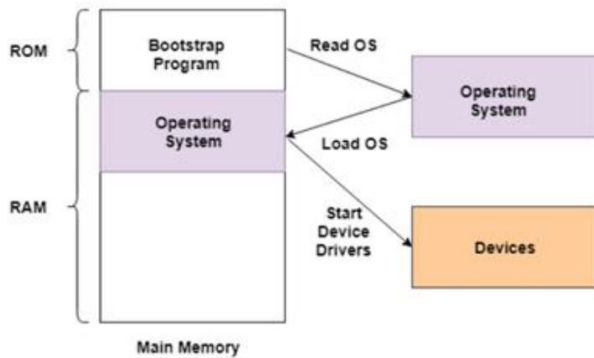 ROM
Bootstrap
Program
Read OS
Operating
System
Operating
System
Load OS
RAM
Start
Device
Drivers
Devices
Main Memory